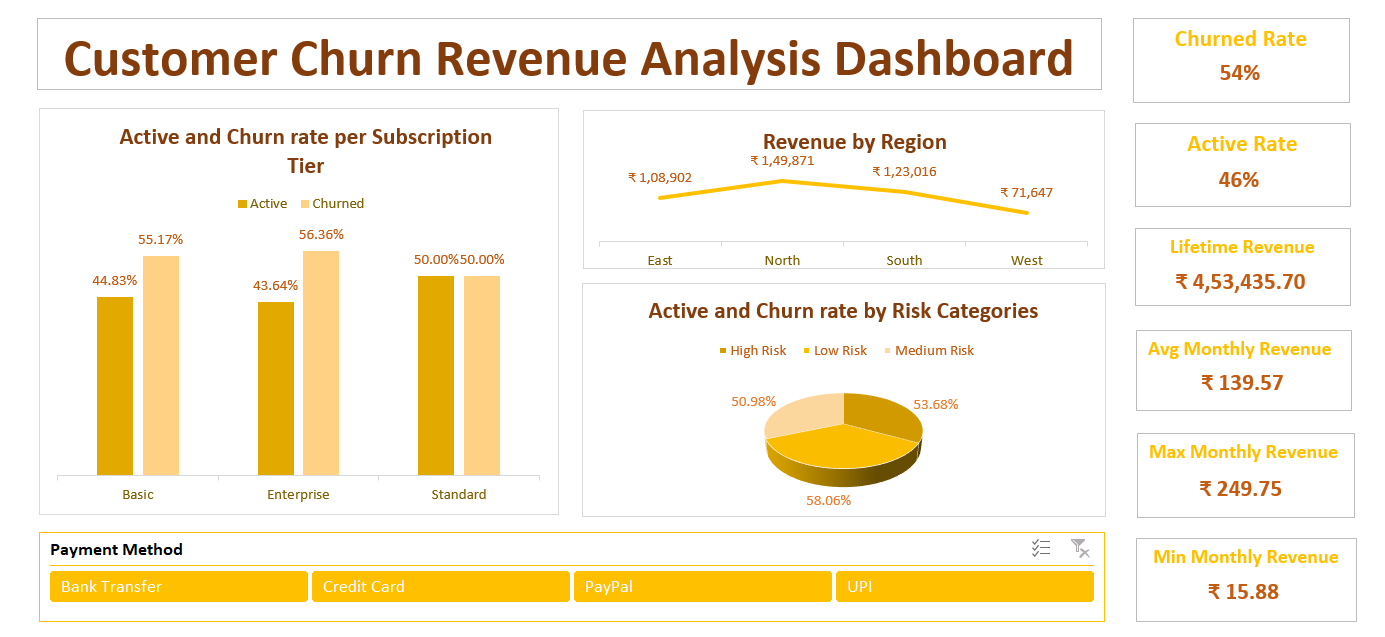 Customer Churn Revenue Analysis Dashboard
Churned Rate
54%
Active Rate
46%
Lifetime Revenue
₹ 4,53,435.70
Avg Monthly Revenue
₹ 139.57
Max Monthly Revenue
₹ 249.75
Min Monthly Revenue
₹ 15.88
Active and Churn rate per Subscription
Tier
Active Churned
44.83% 55.17% 43.64% 56.36% 50.00% 50.00%
Basic Enterprise Standard
Revenue by Region
₹ 1,08,902 ₹ 1,49,871 ₹ 1,23,016 ₹ 71,647
East North South West
Active and Churn rate by Risk Categories
High Risk Low Risk Medium Risk
50.98% 53.68%
58.06%
Payment Method
Bank Transfer Credit Card PayPal UPI